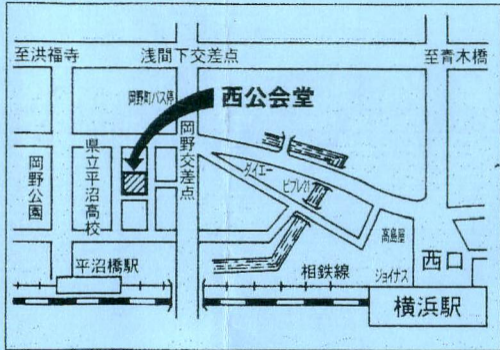 至洪福寺
浅間下交差点
至青木橋
岡野町バス停
西公会堂
岡野公園
県立平沼高校
岡野交差点
ダイエー
ビブレ21
高島屋
ジョイナス
西口
平沼橋駅
相鉄線
横浜駅